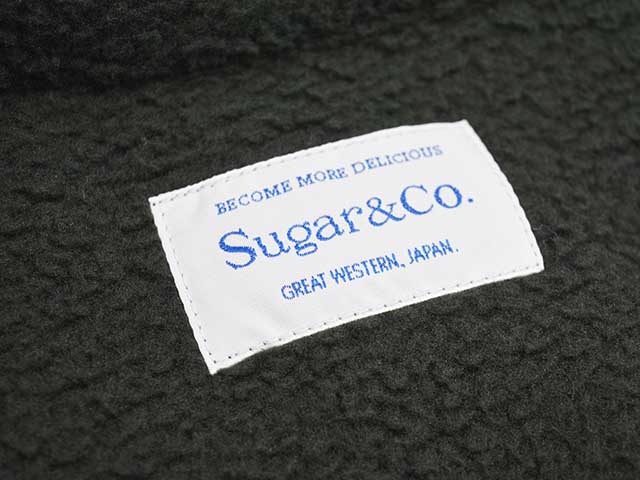 BECOME MORE DELICIOUS
Sugar&Co.
GREAT WESTERN, JAPAN.